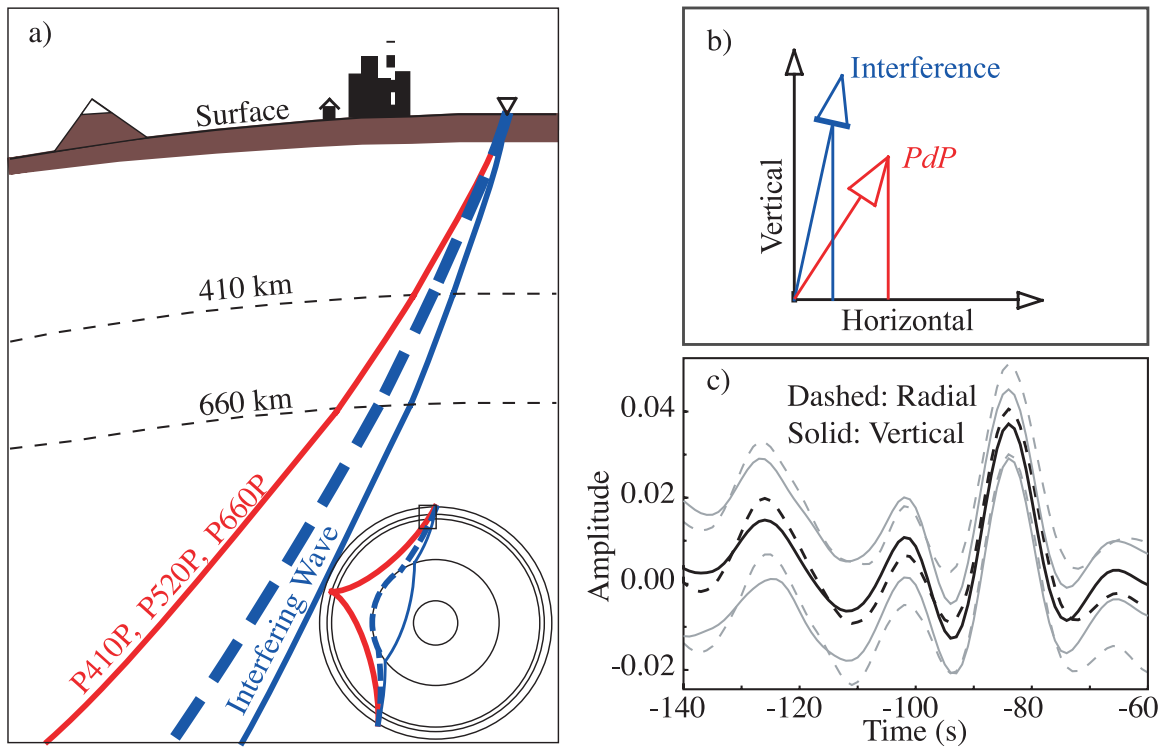 a)
Surface
410 km
660 km
P410P, P520P, P660P
Interfering Wave
b)
Interference
PdP
Vertical
Horizontal
c)
Dashed: Radial
Solid: Vertical
Amplitude
0.04
0.02
0.00
-0.02
-140 -120 -100 -80 -60
Time (s)